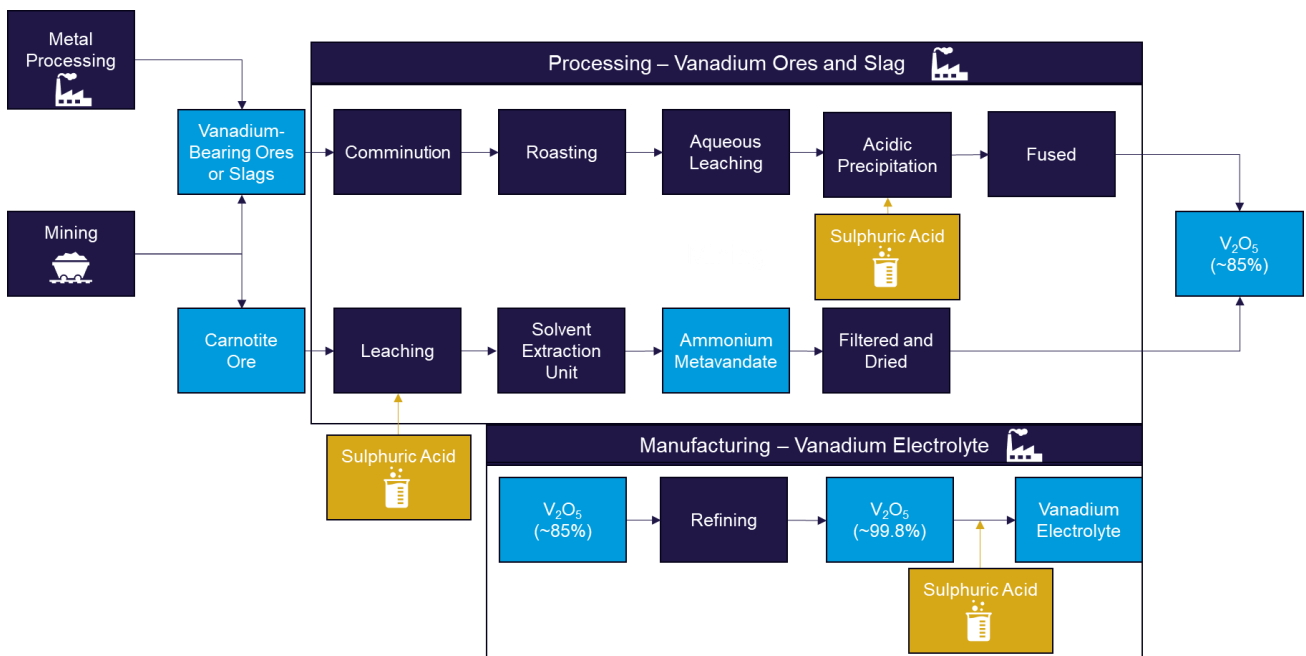 Metal
Processing
Processing – Vanadium Ores and Slag
Vanadium-
Bearing Ores
or Slags
Comminution
Roasting
Aqueous
Leaching
Acidic
Precipitation
Fused
Sulphuric Acid
Mining
V₂O₅
(~85%)
Carnotite
Ore
Leaching
Solvent
Extraction
Unit
Ammonium
Metavandate
Filtered and
Dried
Sulphuric Acid
Manufacturing – Vanadium Electrolyte
V₂O₅
(~85%)
Refining
V₂O₅
(~99.8%)
Vanadium
Electrolyte
Sulphuric Acid